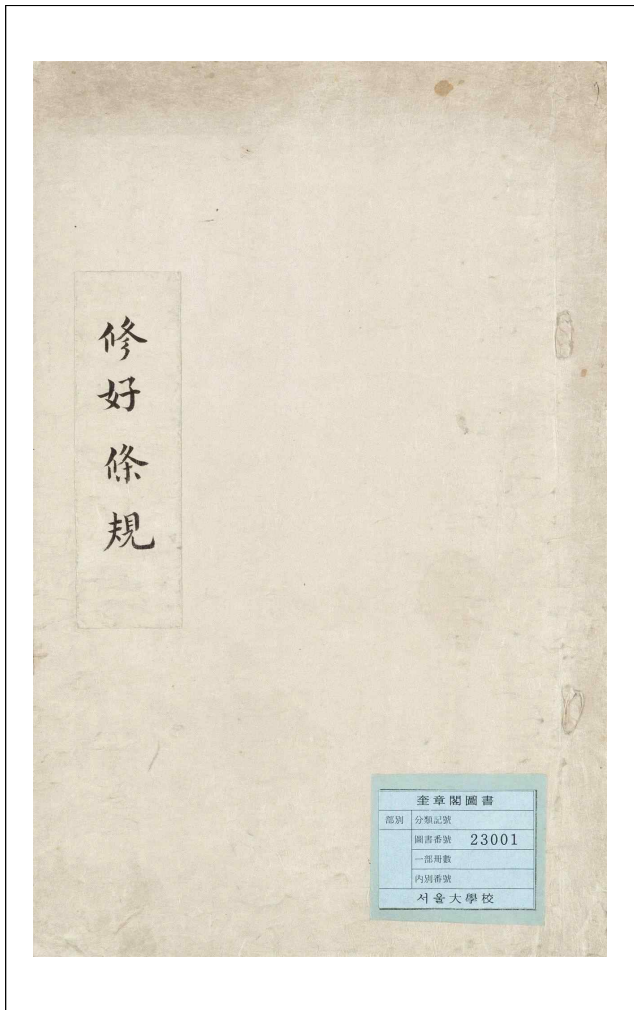 修好條規
奎章閣圖書
部別 分類記號
圖書番號 23001
一部冊數
內別番號
서울大學校